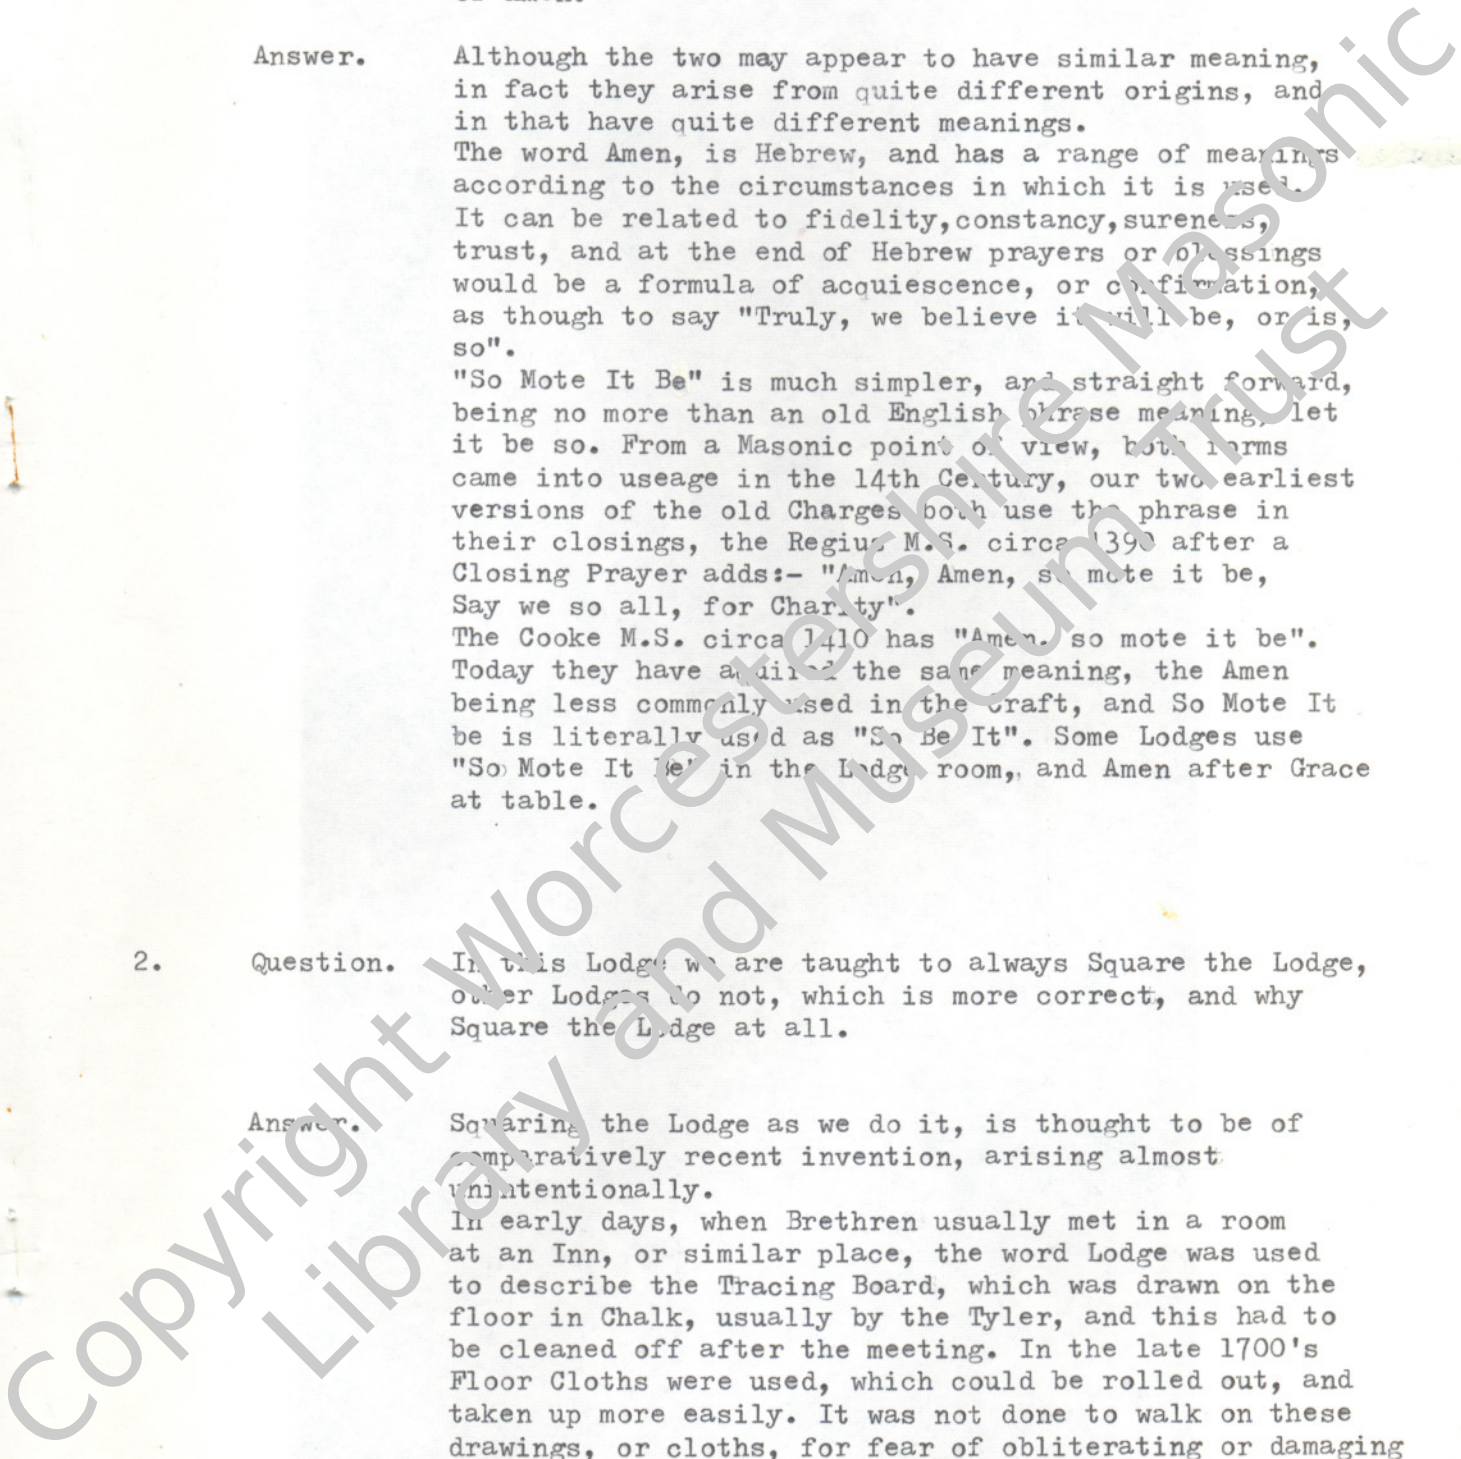 Answer. Although the two may appear to have similar meaning,
in fact they arise from quite different origins, and
in that have quite different meanings.
The word Amen, is Hebrew, and has a range of meanings
according to the circumstances in which it is used.
It can be related to fidelity,constancy,sureness,
trust, and at the end of Hebrew prayers or blessings
would be a formula of acquiescence, or confirmation,
as though to say "Truly, we believe it will be, or is,
so".
"So Mote It Be" is much simpler, and straight forward,
being no more than an old English phrase meaning, let
it be so. From a Masonic point of view, both forms
came into useage in the 14th Century, our two earliest
versions of the old Charges both use the phrase in
their closings, the Regius M.S. circa 1390 after a
Closing Prayer adds:- "Amen, Amen, so mote it be,
Say we so all, for Charity".
The Cooke M.S. circa 1410 has "Amen. so mote it be".
Today they have the same meaning, the Amen
being less commonly used in the Craft, and So Mote It
be is literally used as "So Be It". Some Lodges use
"So Mote It Be" in the Lodge room, and Amen after Grace
at table.
2. Question. In this Lodge we are taught to always Square the Lodge,
other Lodges do not, which is more correct, and why
Square the Lodge at all.
Answer. Squaring the Lodge as we do it, is thought to be of
comparatively recent invention, arising almost
unintentionally.
In early days, when Brethren usually met in a room
at an Inn, or similar place, the word Lodge was used
to describe the Tracing Board, which was drawn on the
floor in Chalk, usually by the Tyler, and this had to
be cleaned off after the meeting. In the late 1700's
Floor Cloths were used, which could be rolled out, and
taken up more easily. It was not done to walk on these
drawings, or cloths, for fear of obliterating or damaging
Copyright Worcestershire Masonic
Library and Museum Trust